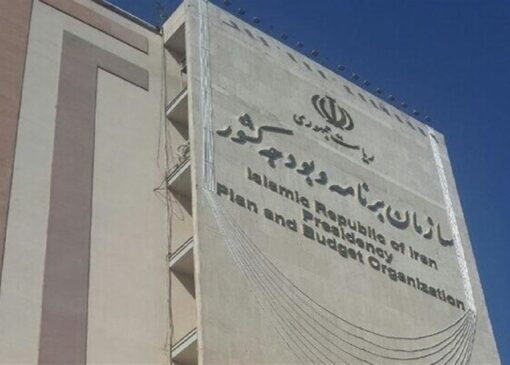 ریاست جمهوری
سازمان برنامه و بودجه کشور
Islamic Republic of Iran
Presidency
Plan and Budget Organization